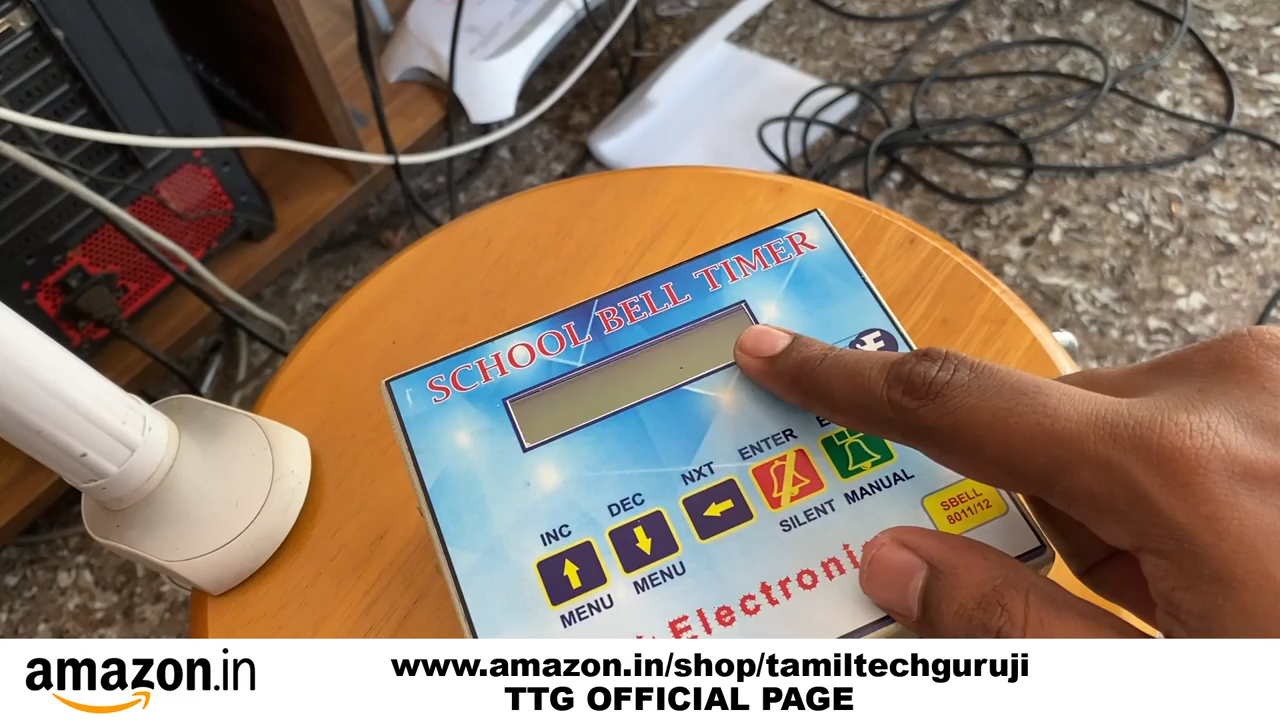 SCHOOL BELL TIMER
INC
DEC
NXT
ENTER
MENU
MENU
SILENT
MANUAL
SBELL
8011/12
Electronic
amazon.in
www.amazon.in/shop/tamiltechguruji
TTG OFFICIAL PAGE